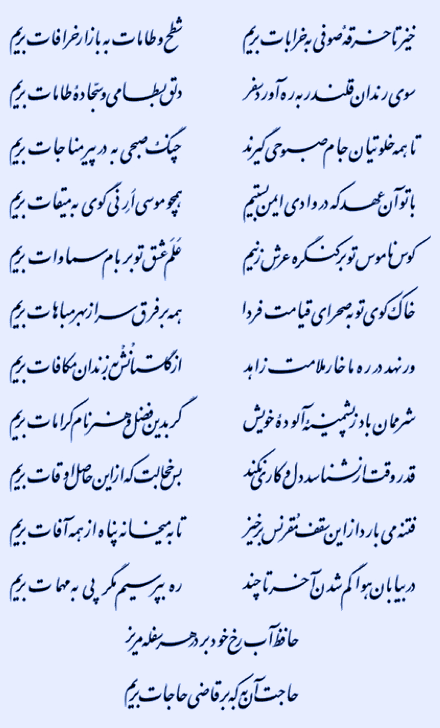 خیز تا خرقهٔ صوفی به خرابات بریم شطح و طامات به بازار خرافات بریم
سوی رندان قلندر به ره آورد سفر دلق بسطامی و سجّادهٔ طامات بریم
تا همه خلوتیان جام صبوحی گیرند چنگ صبحی به در پیر مناجات بریم
با تو آن عهد که در وادی ایمن بستیم همچو موسی اَرِنی گوی به میقات بریم
کوس ناموس تو بر کنگرهٔ عرش زنیم عَلَم عشق تو بر بام سماوات بریم
خاک کوی تو به صحرای قیامت فردا همه بر فرق سر از بهر مباهات بریم
ور نهد در ره ما خار ملامت زاهد از گلستانش به زندان مکافات بریم
شرممان باد ز پشمینهٔ آلودهٔ خویش گر بدین فضل و هنر نام کرامات بریم
قدر وقت ار نشناسد دل و کاری نکند بس خجالت که از این حاصل اوقات بریم
فتنه می بارد از این سقف مُقرنس برخیز تا به میخانه پناه از همه آفات بریم
در بیابان هوا گم شدن آخر تا چند ره بپرسیم مگر پی به مهمات بریم
حافظ آب رخ خود بر در هر سفله مریز
حاجت آن به که بر قاضی حاجات بریم